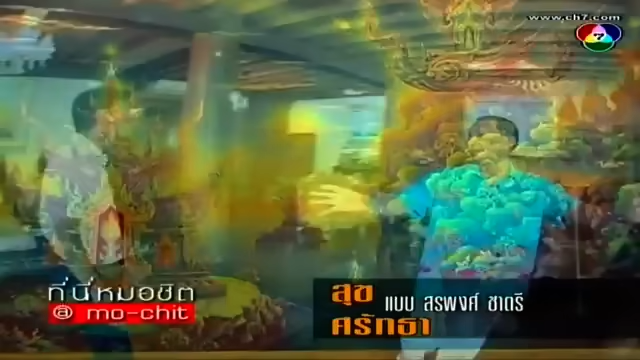 www.ch7.com
7
ที่นี่หมอชิต
@ mo-chit
สุข แบบ สรพงศ์ ชาตรี
ศรัทธา